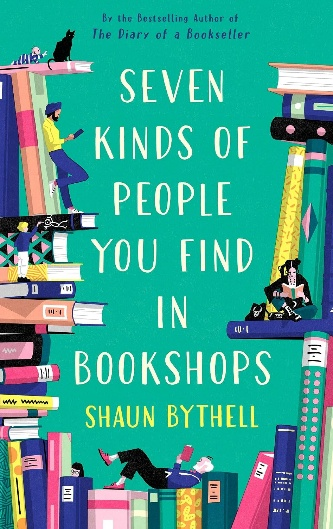 By the Bestselling Author of
The Diary of a Bookseller
SEVEN
KINDS OF
PEOPLE
YOU FIND
IN
BOOKSHOPS
SHAUN BYTHELL